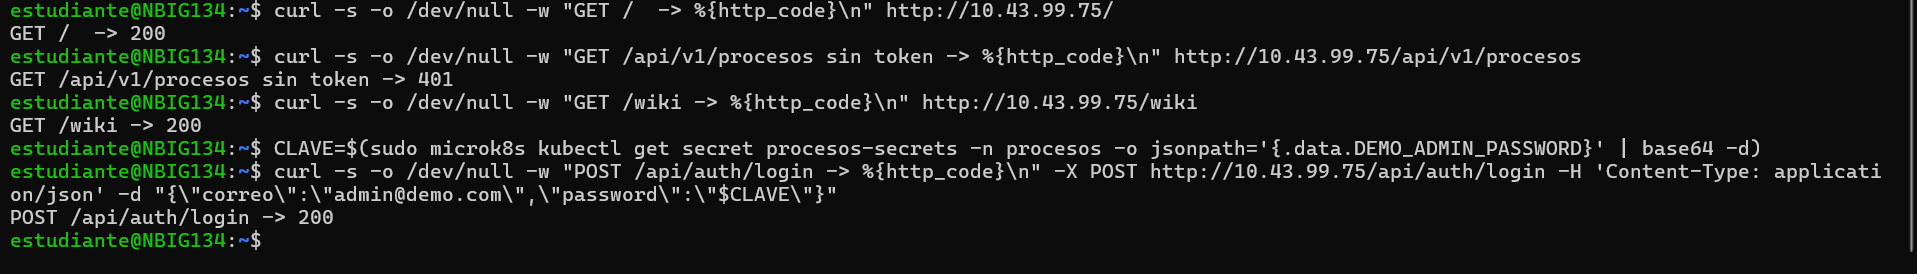 estudiante@NBIG134:~$ curl -s -o /dev/null -w "GET /  -> %{http_code}\n" http://10.43.99.75/
GET /  -> 200
estudiante@NBIG134:~$ curl -s -o /dev/null -w "GET /api/v1/procesos sin token -> %{http_code}\n" http://10.43.99.75/api/v1/procesos
GET /api/v1/procesos sin token -> 401
estudiante@NBIG134:~$ curl -s -o /dev/null -w "GET /wiki -> %{http_code}\n" http://10.43.99.75/wiki
GET /wiki -> 200
estudiante@NBIG134:~$ CLAVE=$(sudo microk8s kubectl get secret procesos-secrets -n procesos -o jsonpath='{.data.DEMO_ADMIN_PASSWORD}' | base64 -d)
estudiante@NBIG134:~$ curl -s -o /dev/null -w "POST /api/auth/login -> %{http_code}\n" -X POST http://10.43.99.75/api/auth/login -H 'Content-Type: applicati
on/json' -d "{\"correo\":\"admin@demo.com\",\"password\":\"$CLAVE\"}"
POST /api/auth/login -> 200
estudiante@NBIG134:~$